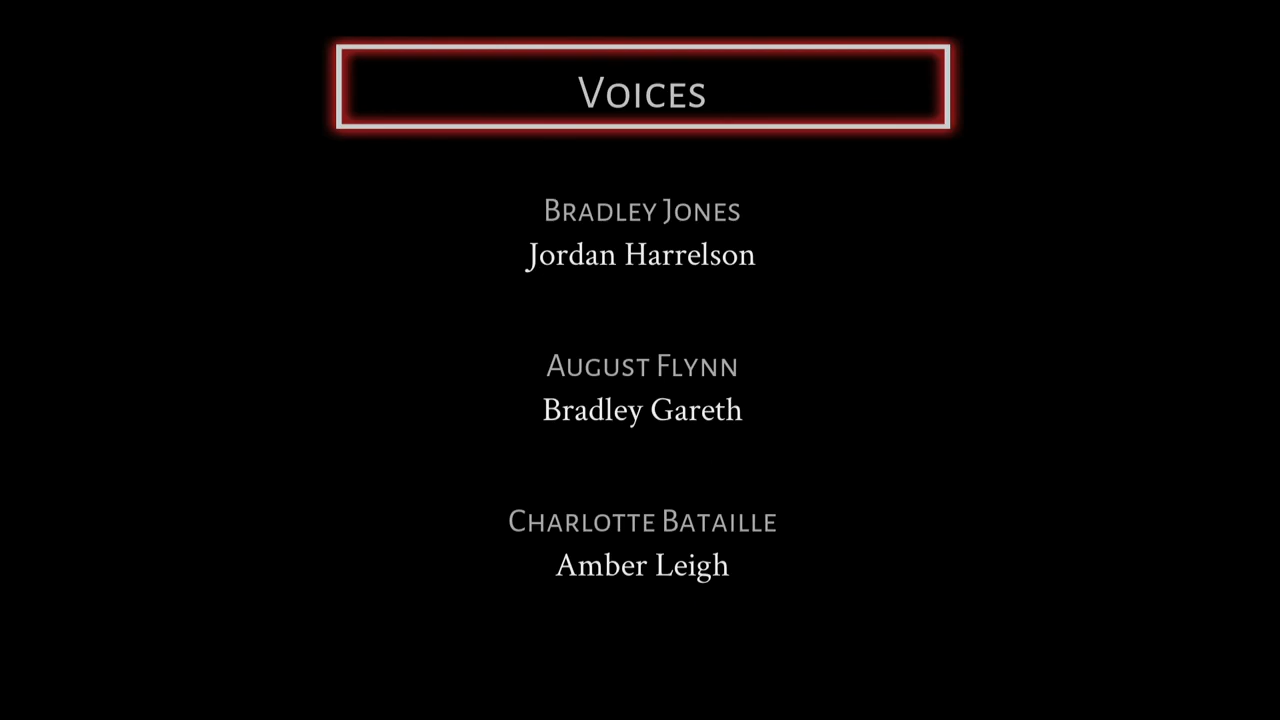 Voices
Bradley Jones
Jordan Harrelson
August Flynn
Bradley Gareth
Charlotte Bataille
Amber Leigh